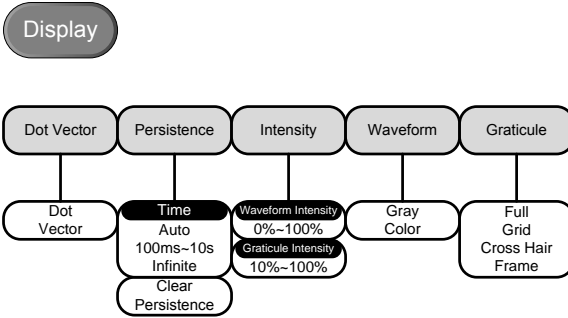 Display
Dot Vector
Persistence
Intensity
Waveform
Graticule
Dot
Vector
Time
Auto
100ms~10s
Infinite
Clear
Persistence
Waveform Intensity
0%~100%
Graticule Intensity
10%~100%
Gray
Color
Full
Grid
Cross Hair
Frame